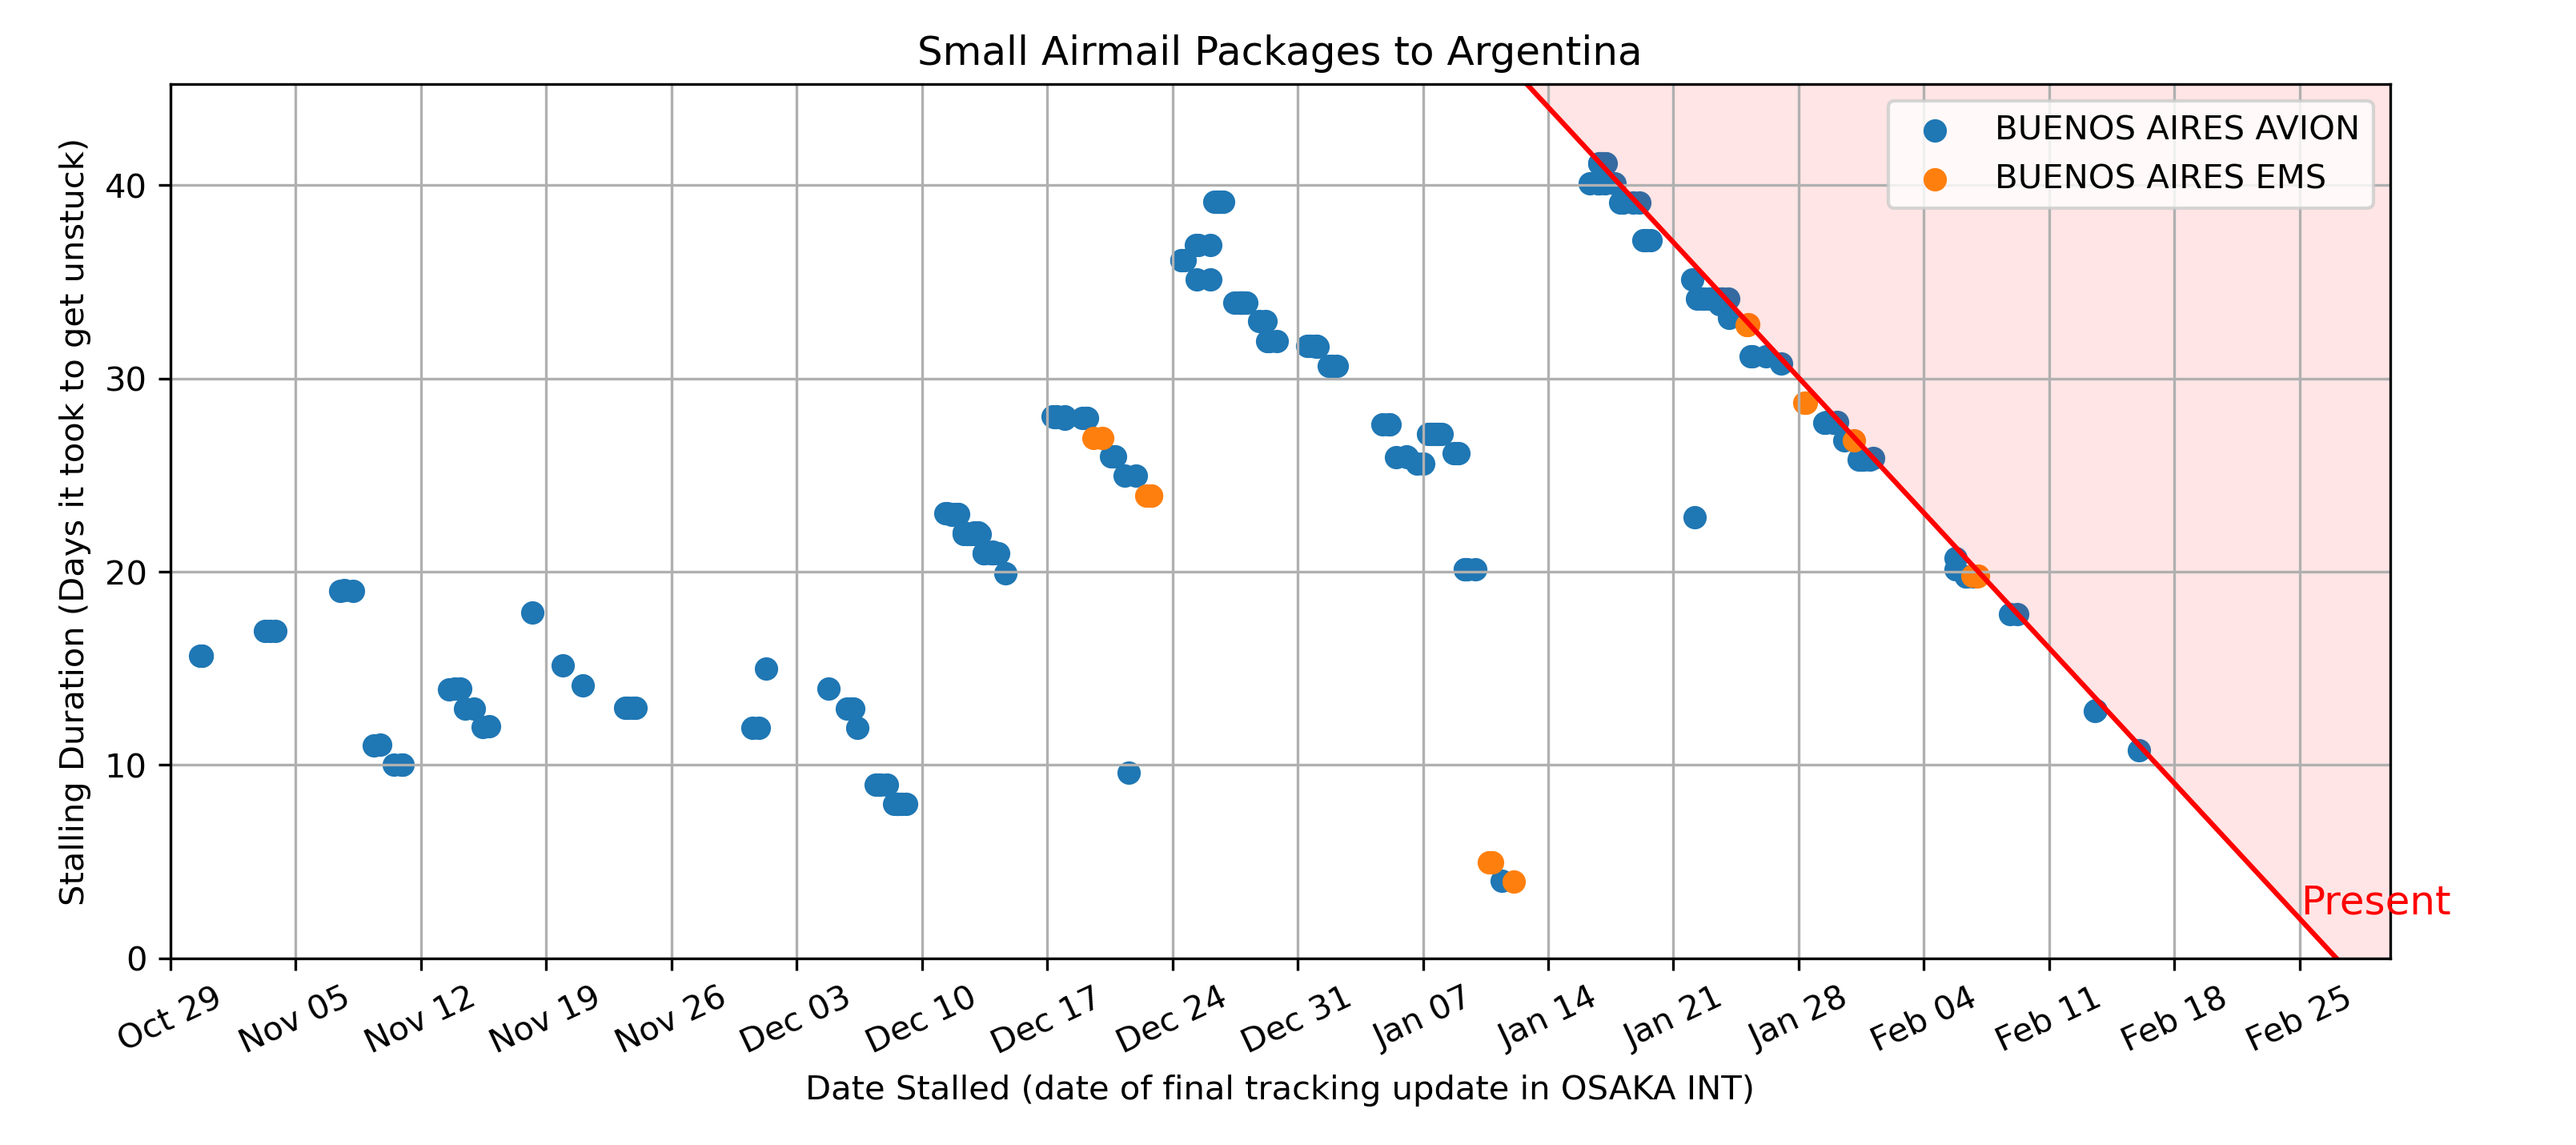 Small Airmail Packages to Argentina
BUENOS AIRES AVION
BUENOS AIRES EMS
Stalling Duration (Days it took to get unstuck)
40
30
20
10
0
Present
Oct 29
Nov 05
Nov 12
Nov 19
Nov 26
Dec 03
Dec 10
Dec 17
Dec 24
Dec 31
Jan 07
Jan 14
Jan 21
Jan 28
Feb 04
Feb 11
Feb 18
Feb 25
Date Stalled (date of final tracking update in OSAKA INT)